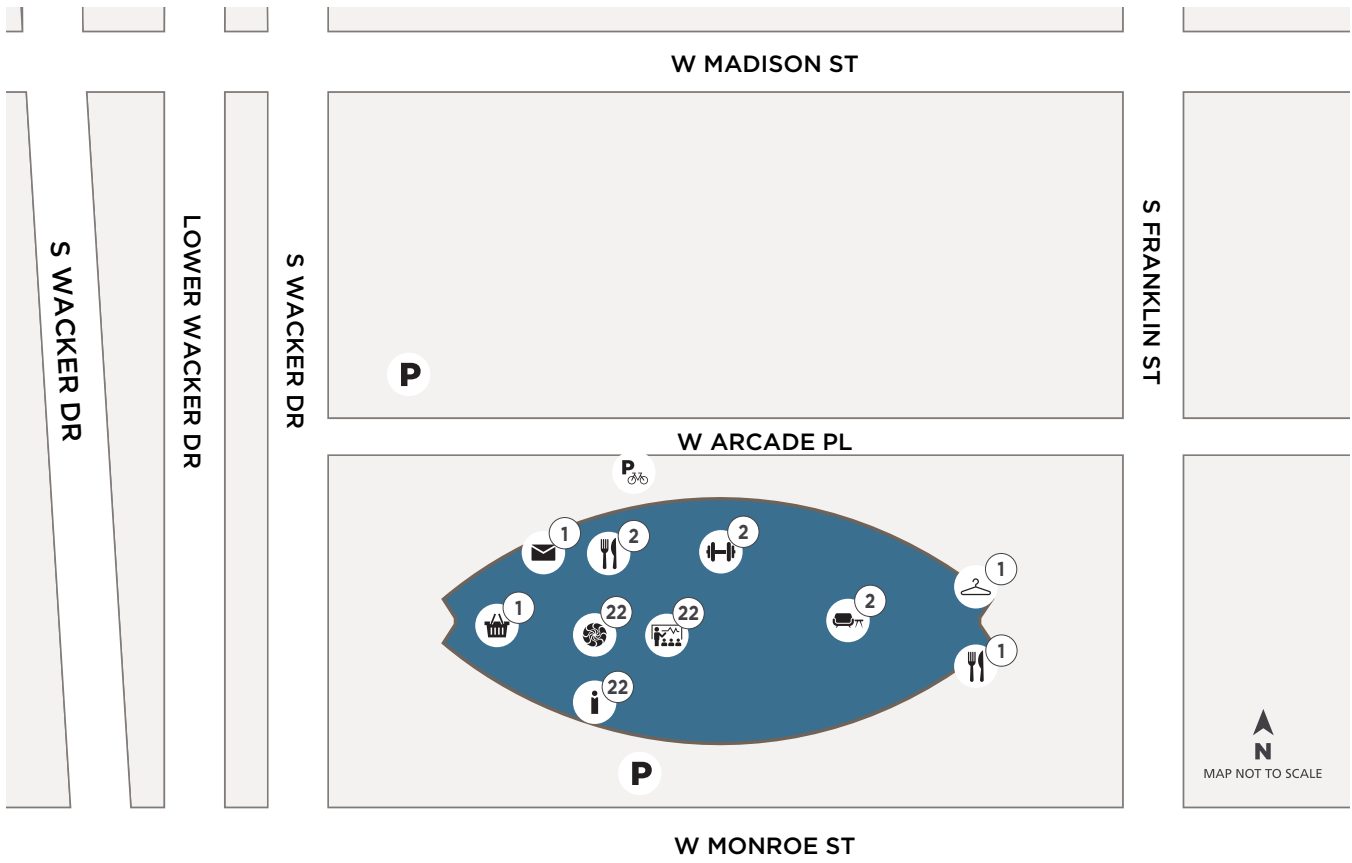 W MADISON ST
S WACKER DR
LOWER WACKER DR
S WACKER DR
S FRANKLIN ST
P
W ARCADE PL
P
1
2
2
1
1
22
22
2
1
22
P
N
MAP NOT TO SCALE
W MONROE ST